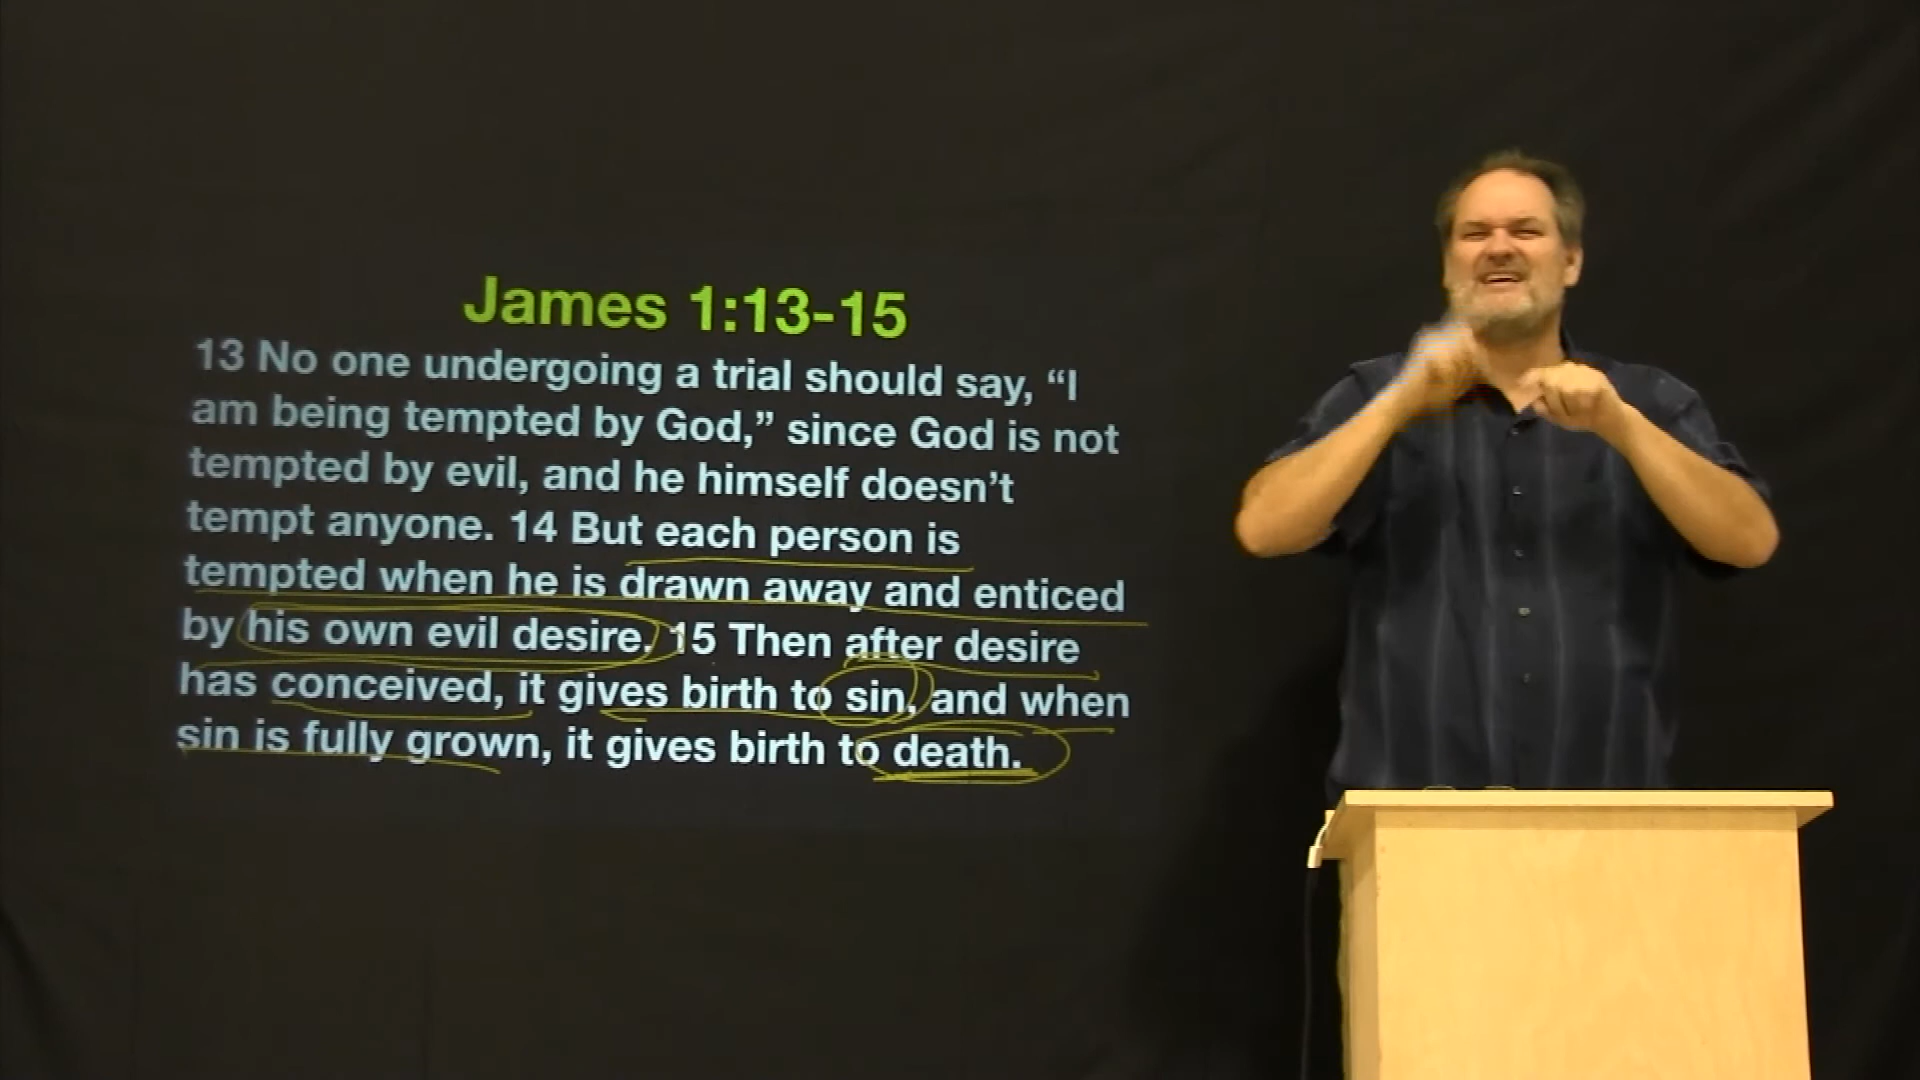 James 1:13-15
13 No one undergoing a trial should say, “I
am being tempted by God,” since God is not
tempted by evil, and he himself doesn’t
tempt anyone. 14 But each person is
tempted when he is drawn away and enticed
by his own evil desire. 15 Then after desire
has conceived, it gives birth to sin, and when
sin is fully grown, it gives birth to death.